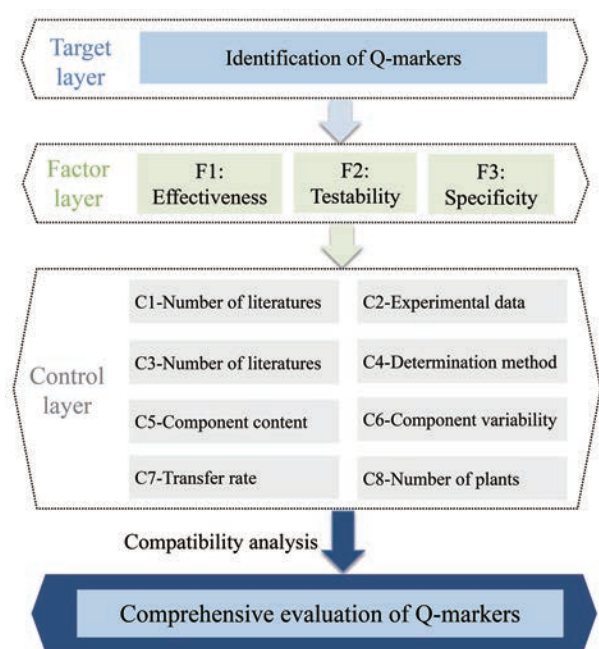 Target
layer
Identification of Q-markers
Factor
layer
F1:
Effectiveness
F2:
Testability
F3:
Specificity
Control
layer
C1-Number of literatures
C2-Experimental data
C3-Number of literatures
C4-Determination method
C5-Component content
C6-Component variability
C7-Transfer rate
C8-Number of plants
Compatibility analysis
Comprehensive evaluation of Q-markers